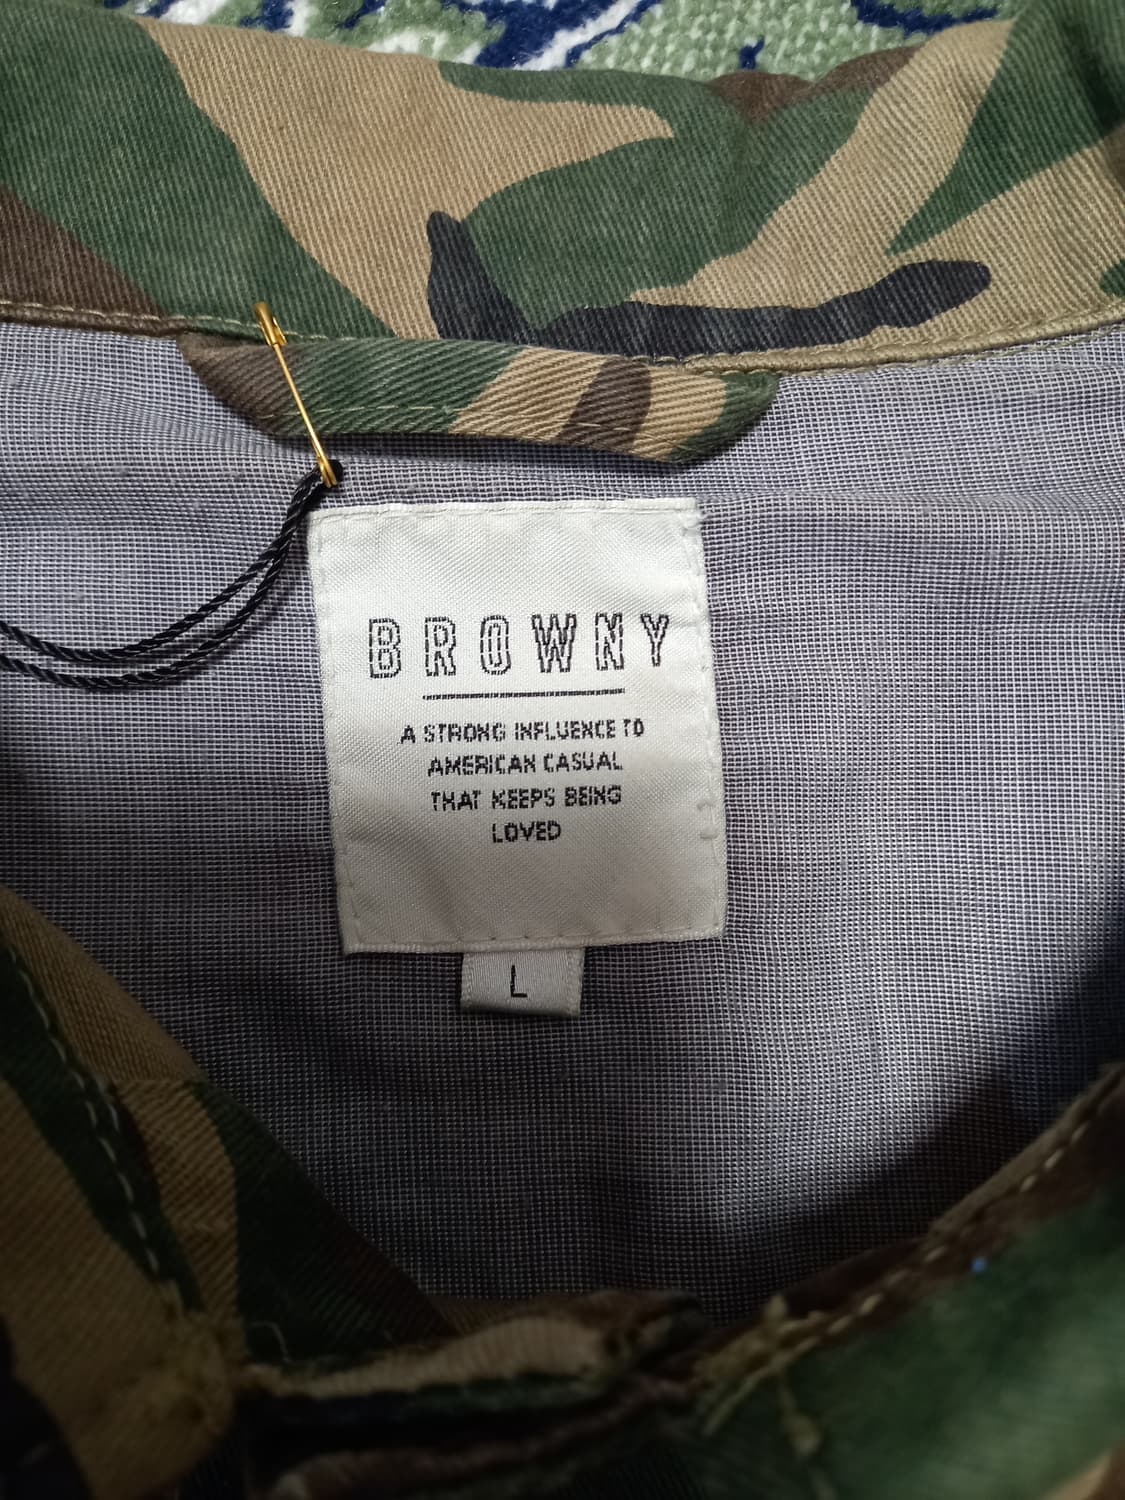 BROWNY
A STRONG INFLUENCE TO
AMERICAN CASUAL
THAT KEEPS BEING
LOVED
L